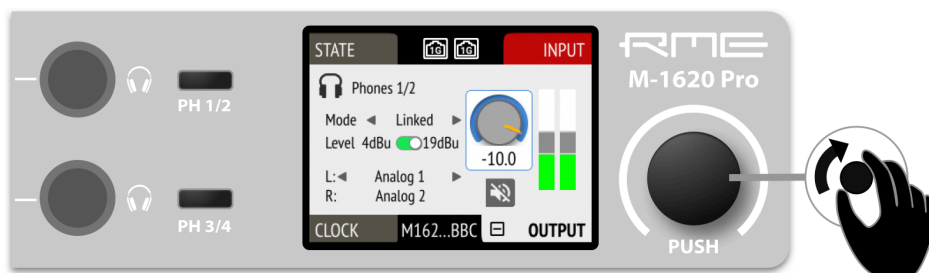 STATE
1G
1G
INPUT
RME
M-1620 Pro
PH 1/2
PH 3/4
Phones 1/2
Mode ◀ Linked ▶
Level 4dBu 19dBu
-10.0
L:◀ Analog 1 ▶
R: Analog 2
CLOCK
M162...BBC
OUTPUT
PUSH